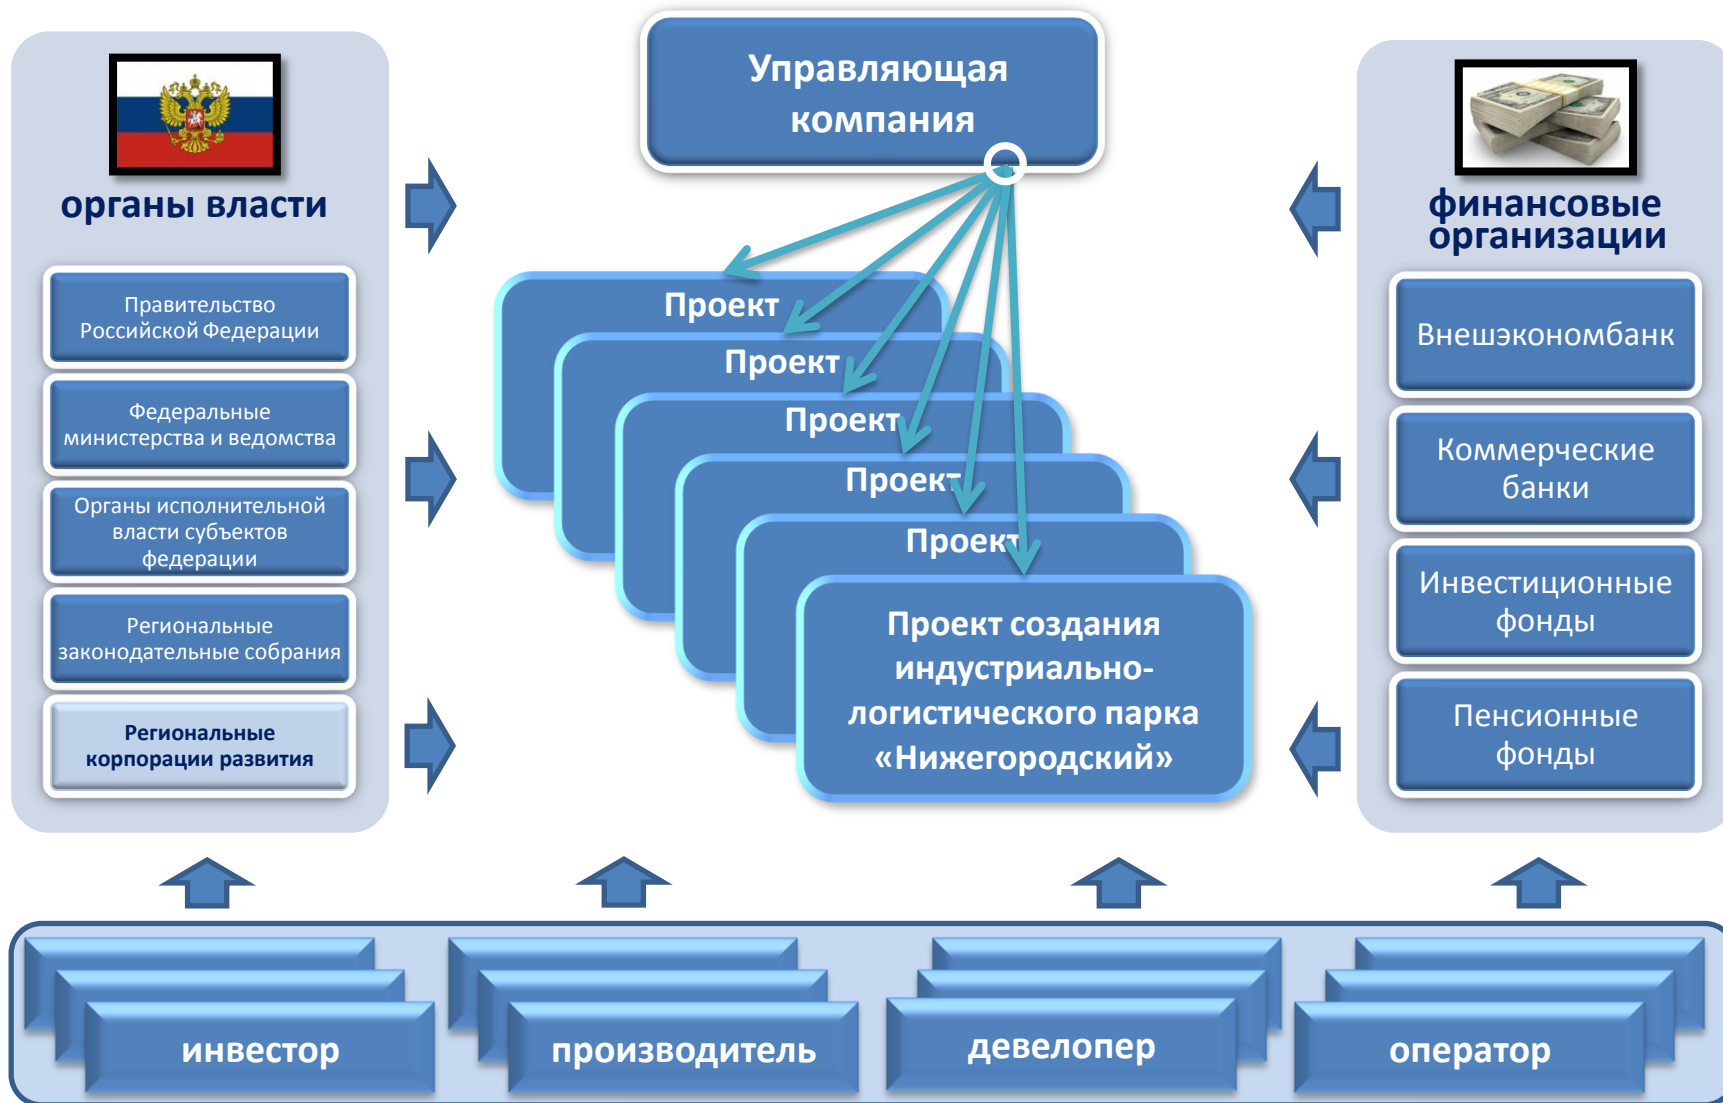 Управляющая
компания
органы власти
Правительство
Российской Федерации
Федеральные
министерства и ведомства
Органы исполнительной
власти субъектов
федерации
Региональные
законодательные собрания
Региональные
корпорации развития
Проект
Проект
Проект
Проект
Проект
Проект создания
индустриально-
логистического парка
«Нижегородский»
финансовые
организации
Внешэкономбанк
Коммерческие
банки
Инвестиционные
фонды
Пенсионные
фонды
инвестор
производитель
девелопер
оператор